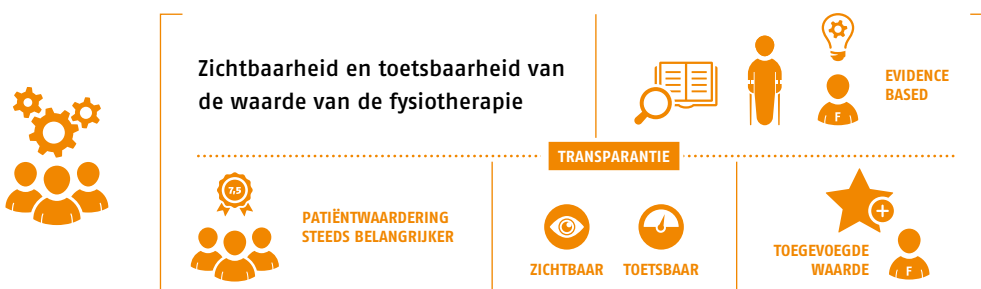 Zichtbaarheid en toetsbaarheid van
de waarde van de fysiotherapie
EVIDENCE
BASED
F
TRANSPARANTIE
7,5
PATIËNTWAARDERING
STEEDS BELANGRIJKER
ZICHTBAAR
TOETSBAAR
TOEGEVOEGDE
WAARDE
F